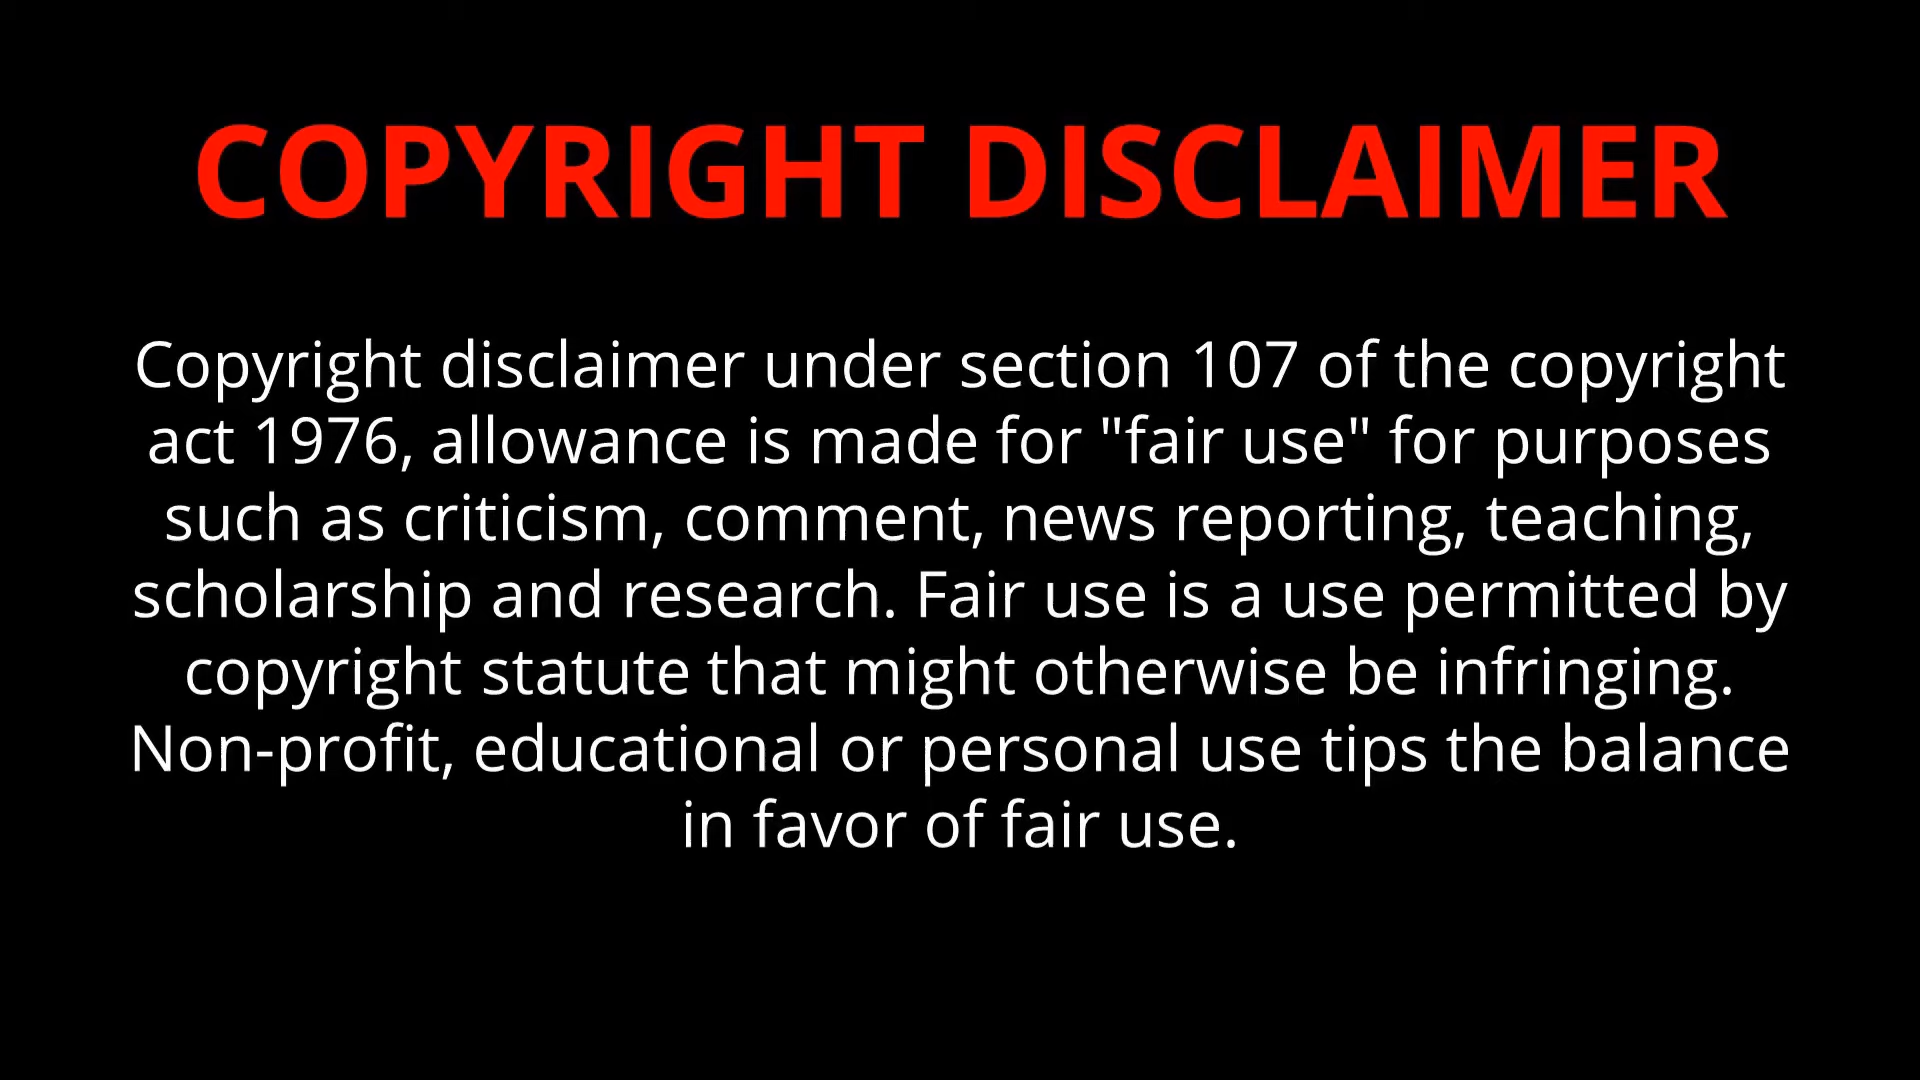 COPYRIGHT DISCLAIMER
Copyright disclaimer under section 107 of the copyright
act 1976, allowance is made for "fair use" for purposes
such as criticism, comment, news reporting, teaching,
scholarship and research. Fair use is a use permitted by
copyright statute that might otherwise be infringing.
Non-profit, educational or personal use tips the balance
in favor of fair use.